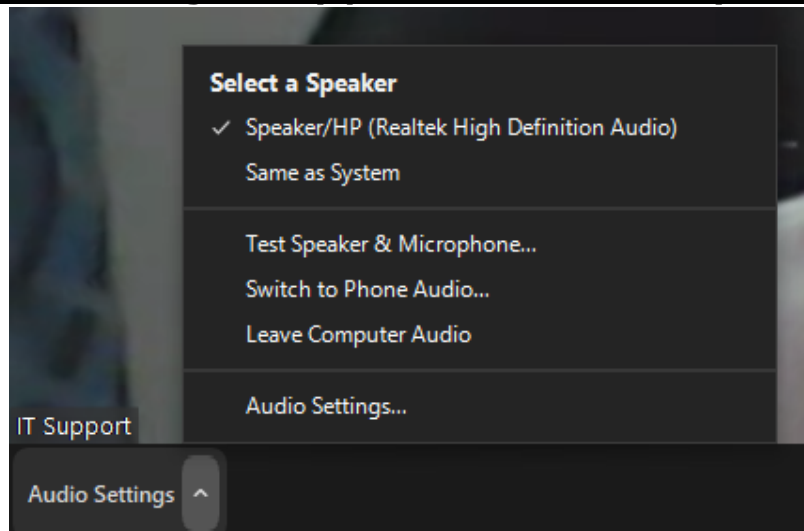 Select a Speaker
Speaker/HP (Realtek High Definition Audio)
Same as System
Test Speaker & Microphone...
Switch to Phone Audio...
Leave Computer Audio
Audio Settings...
IT Support
Audio Settings